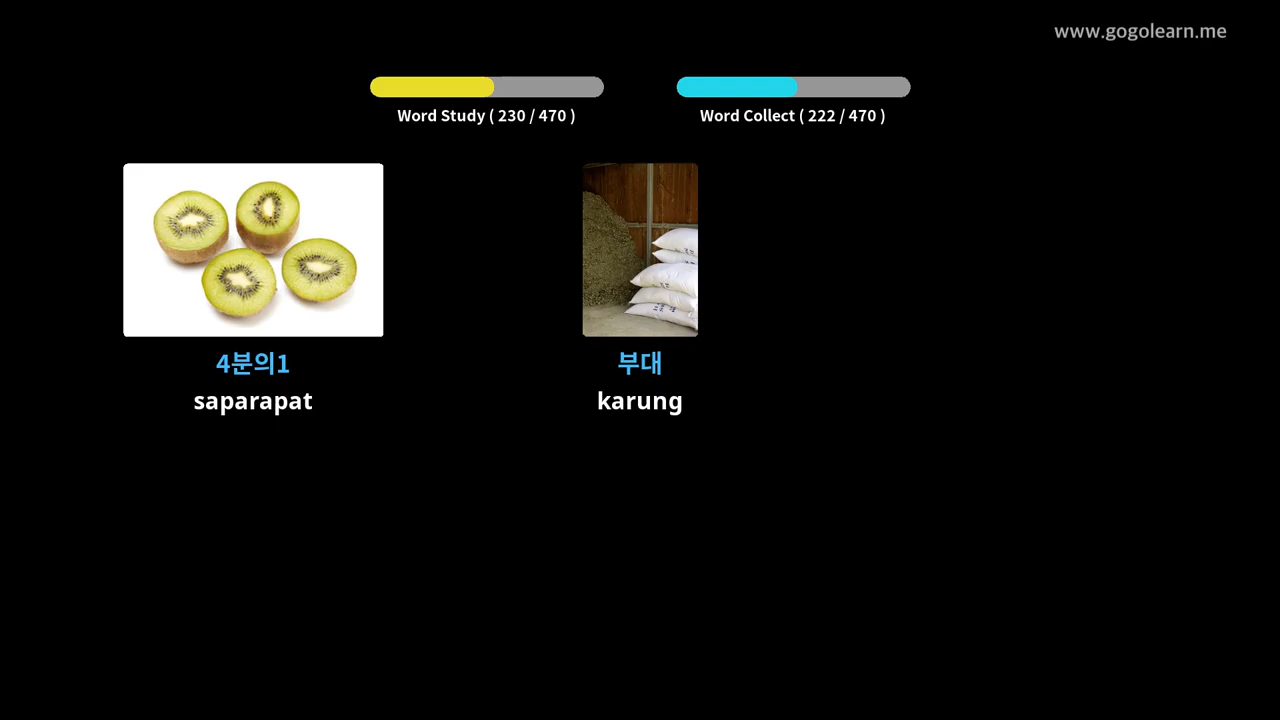 www.gogolearn.me
Word Study ( 230 / 470 )
Word Collect ( 222 / 470 )
4분의1
부대
saparapat
karung